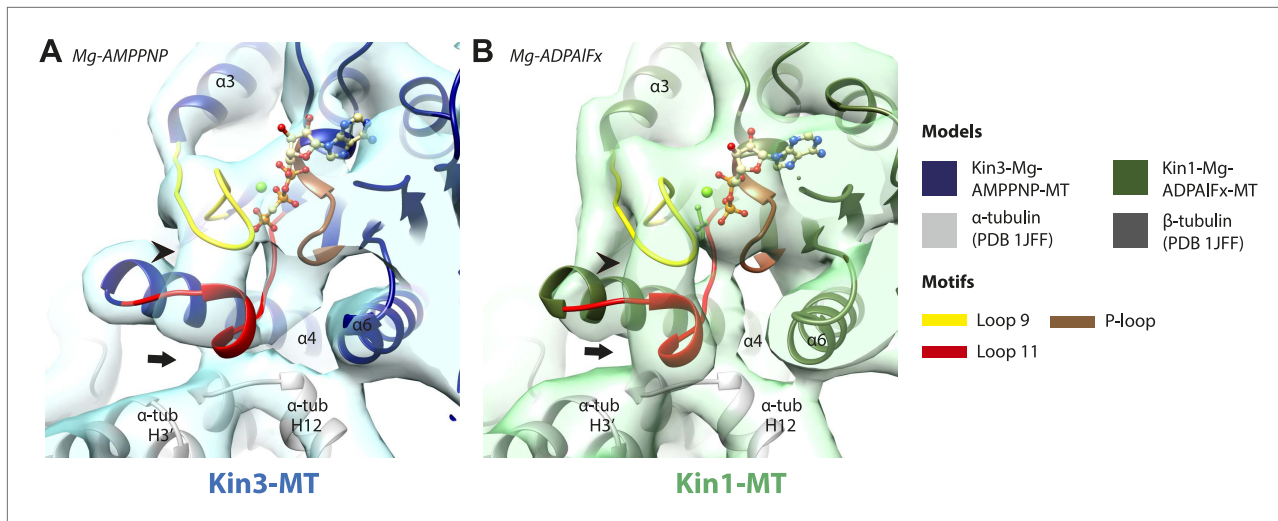 A Mg-AMPPNP
α3
α4
α6
α-tub
H3′
α-tub
H12
Kin3-MT
B Mg-ADPAlFx
α3
α4
α6
α-tub
H3′
α-tub
H12
Kin1-MT
Models
Kin3-Mg-
AMPPNP-MT
Kin1-Mg-
ADPAlFx-MT
α-tubulin
(PDB 1JFF)
β-tubulin
(PDB 1JFF)
Motifs
Loop 9
P-loop
Loop 11